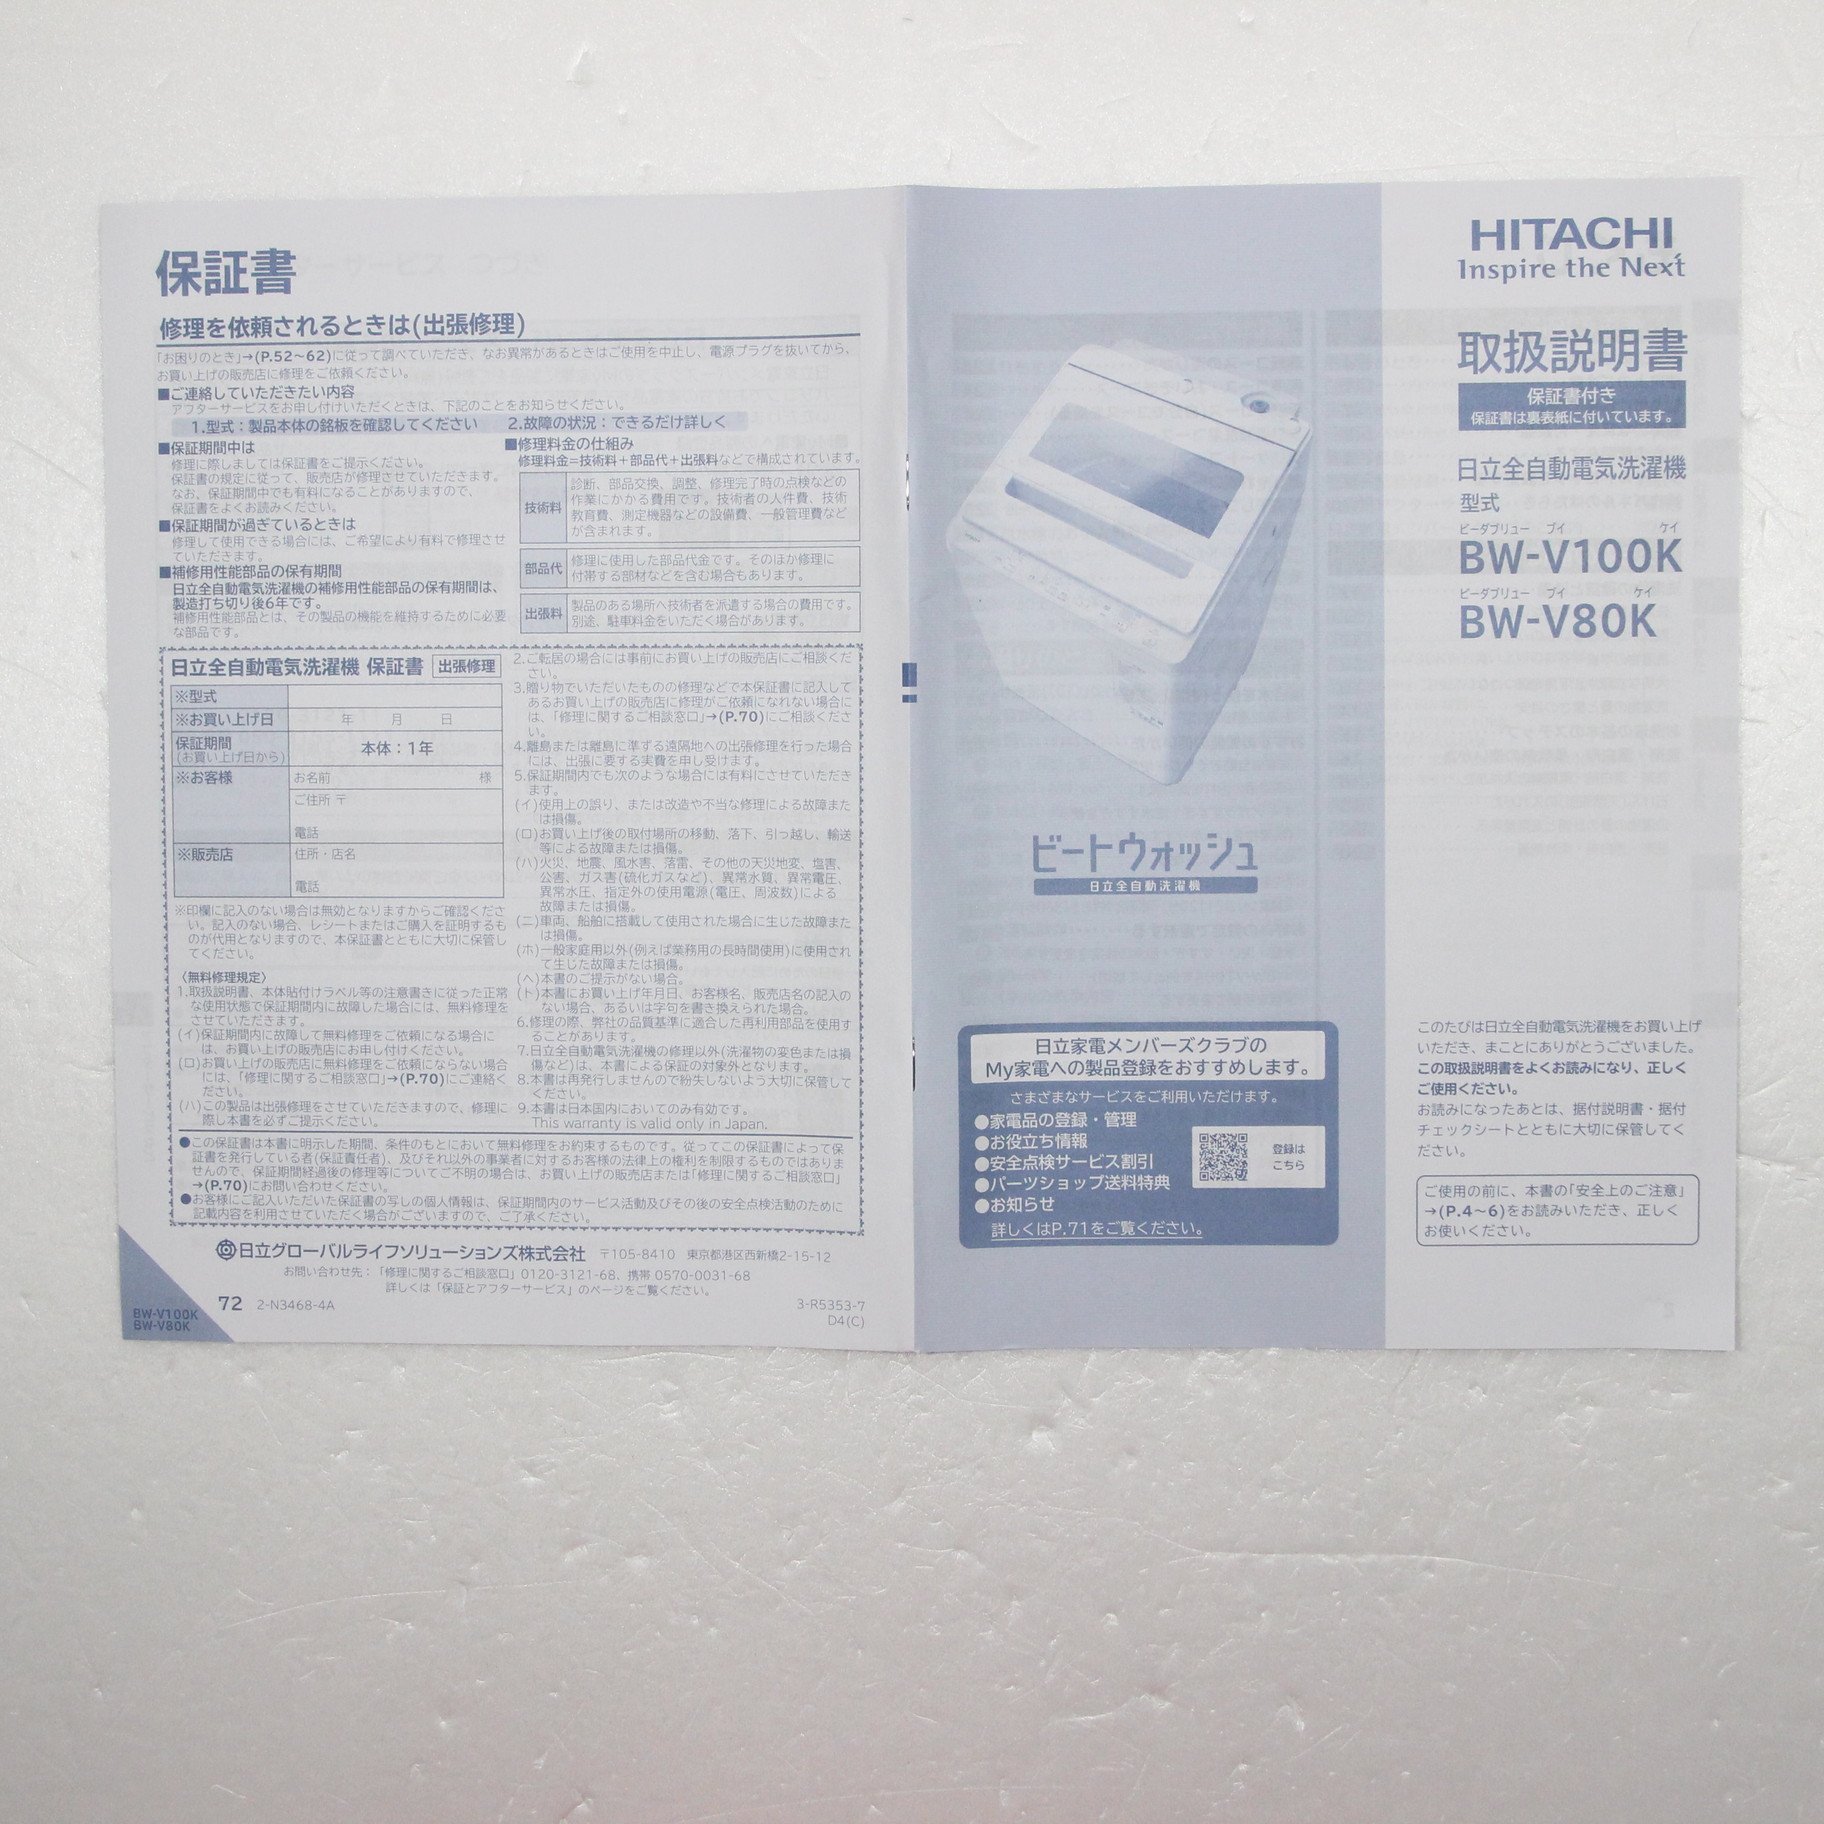 保証書
修理を依頼されるときは(出張修理)
「お困りのとき」→(P.52～62)に従って調べていただき、なお異常があるときはご使用を中止し、電源プラグを抜いてから、
お買い上げの販売店に修理をご依頼ください。
■ご連絡していただきたい内容
アフターサービスをお申し付けいただくときは、下記のことをお知らせください。
1.型式：製品本体の銘板を確認してください　2.故障の状況：できるだけ詳しく
■保証期間中は
修理に際しましては保証書をご提示ください。
保証書の規定に従って、販売店が修理させていただきます。
なお、保証期間中でも有料になることがありますので、
保証書をよくお読みください。
■保証期間が過ぎているときは
修理して使用できる場合には、ご希望により有料で修理させ
ていただきます。
■補修用性能部品の保有期間
日立全自動電気洗濯機の補修用性能部品の保有期間は、
製造打ち切り後6年です。
補修用性能部品とは、その製品の機能を維持するために必要
な部品です。
■修理料金の仕組み
修理料金=技術料＋部品代＋出張料などで構成されています。
技術料
診断、部品交換、調整、修理完了時の点検などの
作業にかかる費用です。技術者の人件費、技術
教育費、測定機器などの設備費、一般管理費など
が含まれます。
部品代
修理に使用した部品代金です。そのほか修理に
付帯する部材などを含む場合もあります。
出張料
製品のある場所へ技術者を派遣する場合の費用です。
別途、駐車料金をいただく場合があります。
日立全自動電気洗濯機 保証書 出張修理
※型式
※お買い上げ日 年 月 日
保証期間
(お買い上げ日から)
本体：1年
※お客様 お名前 様
ご住所 〒
電話
※販売店 住所・店名
電話
※印欄に記入のない場合は無効となりますからご確認くださ
い。記入のない場合、レシートまたはご購入を証明するも
のが代用となりますので、本保証書とともに大切に保管し
てください。
〈無料修理規定〉
1.取扱説明書、本体貼付けラベル等の注意書きに従った正常
な使用状態で保証期間内に故障した場合には、無料修理を
させていただきます。
(イ)保証期間内に故障して無料修理をご依頼になる場合に
は、お買い上げの販売店にお申し付けください。
(ロ)お買い上げの販売店に無料修理をご依頼にならない場合
には、「修理に関するご相談窓口」→(P.70)にご連絡く
ださい。
(ハ)この製品は出張修理をさせていただきますので、修理に
際し本書を必ずご提示ください。
2.ご転居の場合には事前にお買い上げの販売店にご相談くだ
さい。
3.贈り物でいただいたものの修理などで本保証書に記入して
あるお買い上げの販売店に修理がご依頼になれない場合に
は、「修理に関するご相談窓口」→(P.70)にご相談くださ
い。
4.離島または離島に準ずる遠隔地への出張修理を行った場合
には、出張に要する実費を申し受けます。
5.保証期間内でも次のような場合には有料にさせていただき
ます。
(イ)使用上の誤り、または改造や不当な修理による故障また
は損傷。
(ロ)お買い上げ後の取付場所の移動、落下、引っ越し、輸送
等による故障または損傷。
(ハ)火災、地震、風水害、落雷、その他の天災地変、塩害、
公害、ガス害(硫化ガスなど)、異常水質、異常電圧、
異常水圧、指定外の使用電源(電圧、周波数)による
故障または損傷。
(ニ)車両、船舶に搭載して使用された場合に生じた故障また
は損傷。
(ホ)一般家庭用以外(例えば業務用の長時間使用)に使用され
て生じた故障または損傷。
(ヘ)本書のご提示がない場合。
(ト)本書にお買い上げ年月日、お客様名、販売店名の記入の
ない場合、あるいは字句を書き換えられた場合。
6.修理の際、弊社の品質基準に適合した再利用部品を使用す
ることがあります。
7.日立全自動電気洗濯機の修理以外(洗濯物の変色または損
傷など)は、本書による保証の対象外となります。
8.本書は再発行しませんので紛失しないよう大切に保管して
ください。
9.本書は日本国内においてのみ有効です。
This warranty is valid only in Japan.
●この保証書は本書に明示した期間、条件のもとにおいて無料修理をお約束するものです。従ってこの保証書によって保
証書を発行している者(保証責任者)、及びそれ以外の事業者に対するお客様の法律上の権利を制限するものではありま
せんので、保証期間経過後の修理等についてご不明の場合は、お買い上げの販売店または「修理に関するご相談窓口」
→(P.70)にお問い合わせください。
●お客様にご記入いただいた保証書の写しの個人情報は、保証期間内のサービス活動及びその後の安全点検活動のために
記載内容を利用させていただく場合がございますので、ご了承ください。
日立グローバルライフソリューションズ株式会社 〒105-8410 東京都港区西新橋2-15-12
お問い合わせ先：「修理に関するご相談窓口」0120-3121-68、携帯 0570-0031-68
詳しくは「保証とアフターサービス」のページをご覧ください。
BW-V100K
BW-V80K
72 2-N3468-4A
3-R5353-7
D4(C)
HITACHI
Inspire the Next
取扱説明書
保証書付き
保証書は裏表紙に付いています。
日立全自動電気洗濯機
型式
ビーダブリュー ブイ ケイ
BW-V100K
ビーダブリュー ブイ ケイ
BW-V80K
ビートウォッシュ
日立全自動洗濯機
日立家電メンバーズクラブの
My家電への製品登録をおすすめします。
さまざまなサービスをご利用いただけます。
●家電品の登録・管理
●お役立ち情報
●安全点検サービス割引
●パーツショップ送料特典
●お知らせ
登録は
こちら
詳しくはP.71をご覧ください。
このたびは日立全自動電気洗濯機をお買い上げ
いただき、まことにありがとうございました。
この取扱説明書をよくお読みになり、正しく
ご使用ください。
お読みになったあとは、据付説明書・据付
チェックシートとともに大切に保管してく
ださい。
ご使用の前に、本書の「安全上のご注意」
→(P.4～6)をお読みいただき、正しく
お使いください。